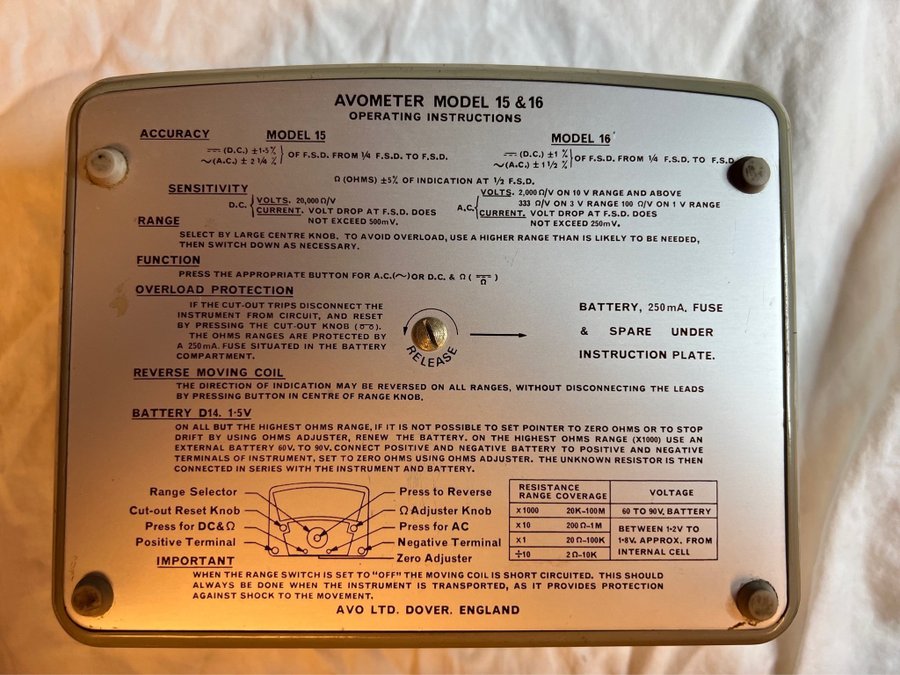 AVOMETER MODEL 15 & 16
OPERATING INSTRUCTIONS
ACCURACY
MODEL 15
⎓ (D.C.) ±1·5%
∼(A.C.) ± 2 1/4 % } OF F.S.D. FROM 1/4 F.S.D. TO F.S.D.
MODEL 16
⎓ (D.C.) ±1 %
∼(A.C.) ±1 1/2 % } OF F.S.D. FROM 1/4 F.S.D. TO F.S.D.
Ω (OHMS) ±5% OF INDICATION AT 1/2 F.S.D.
SENSITIVITY
D.C. { VOLTS. 20,000 Ω/V
CURRENT. VOLT DROP AT F.S.D. DOES
NOT EXCEED 500mV.
A.C. { VOLTS. 2,000 Ω/V ON 10 V RANGE AND ABOVE
333 Ω/V ON 3 V RANGE 100 Ω/V ON 1 V RANGE
CURRENT. VOLT DROP AT F.S.D. DOES
NOT EXCEED 250mV.
RANGE
SELECT BY LARGE CENTRE KNOB. TO AVOID OVERLOAD, USE A HIGHER RANGE THAN IS LIKELY TO BE NEEDED,
THEN SWITCH DOWN AS NECESSARY.
FUNCTION
PRESS THE APPROPRIATE BUTTON FOR A.C.(∼) OR D.C. & Ω ( ⎓ Ω )
OVERLOAD PROTECTION
IF THE CUT-OUT TRIPS DISCONNECT THE
INSTRUMENT FROM CIRCUIT, AND RESET
BY PRESSING THE CUT-OUT KNOB
THE OHMS RANGES ARE PROTECTED BY
A 250mA. FUSE SITUATED IN THE BATTERY
COMPARTMENT.
RELEASE
BATTERY, 250mA. FUSE
& SPARE UNDER
INSTRUCTION PLATE.
REVERSE MOVING COIL
THE DIRECTION OF INDICATION MAY BE REVERSED ON ALL RANGES, WITHOUT DISCONNECTING THE LEADS
BY PRESSING BUTTON IN CENTRE OF RANGE KNOB.
BATTERY D14. 1·5V
ON ALL BUT THE HIGHEST OHMS RANGE, IF IT IS NOT POSSIBLE TO SET POINTER TO ZERO OHMS OR TO STOP
DRIFT BY USING OHMS ADJUSTER, RENEW THE BATTERY. ON THE HIGHEST OHMS RANGE (X1000) USE AN
EXTERNAL BATTERY 60V. TO 90V. CONNECT POSITIVE AND NEGATIVE BATTERY TO POSITIVE AND NEGATIVE
TERMINALS OF INSTRUMENT, SET TO ZERO OHMS USING OHMS ADJUSTER. THE UNKNOWN RESISTOR IS THEN
CONNECTED IN SERIES WITH THE INSTRUMENT AND BATTERY.
Range Selector
Cut-out Reset Knob
Press for DC&Ω
Positive Terminal
Press to Reverse
Ω Adjuster Knob
Press for AC
Negative Terminal
Zero Adjuster
RESISTANCE
RANGE COVERAGE
VOLTAGE
X1000 20K–100M 60 TO 90V. BATTERY
X10 200Ω–1M
X1 20Ω–100K
÷10 2Ω–10K
BETWEEN 1·2V TO
1·8V. APPROX. FROM
INTERNAL CELL
IMPORTANT
WHEN THE RANGE SWITCH IS SET TO "OFF" THE MOVING COIL IS SHORT CIRCUITED. THIS SHOULD
ALWAYS BE DONE WHEN THE INSTRUMENT IS TRANSPORTED, AS IT PROVIDES PROTECTION
AGAINST SHOCK TO THE MOVEMENT.
AVO LTD. DOVER. ENGLAND